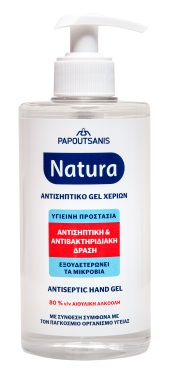 PAPOUTSANIS
Natura
ΑΝΤΙΣΗΠΤΙΚΟ GEL ΧΕΡΙΩΝ
ΥΓΙΕΙΝΗ ΠΡΟΣΤΑΣΙΑ
ΑΝΤΙΣΗΠΤΙΚΗ &
ΑΝΤΙΒΑΚΤΗΡΙΔΙΑΚΗ
ΔΡΑΣΗ
ΕΞΟΥΔΕΤΕΡΩΝΕΙ
ΤΑ ΜΙΚΡΟΒΙΑ
ANTISEPTIC HAND GEL
80 % v/v ΑΙΘΥΛΙΚΗ ΑΛΚΟΟΛΗ
ΜΕ ΣΥΝΘΕΣΗ ΣΥΜΦΩΝΑ ΜΕ
ΤΟΝ ΠΑΓΚΟΣΜΙΟ ΟΡΓΑΝΙΣΜΟ ΥΓΕΙΑΣ